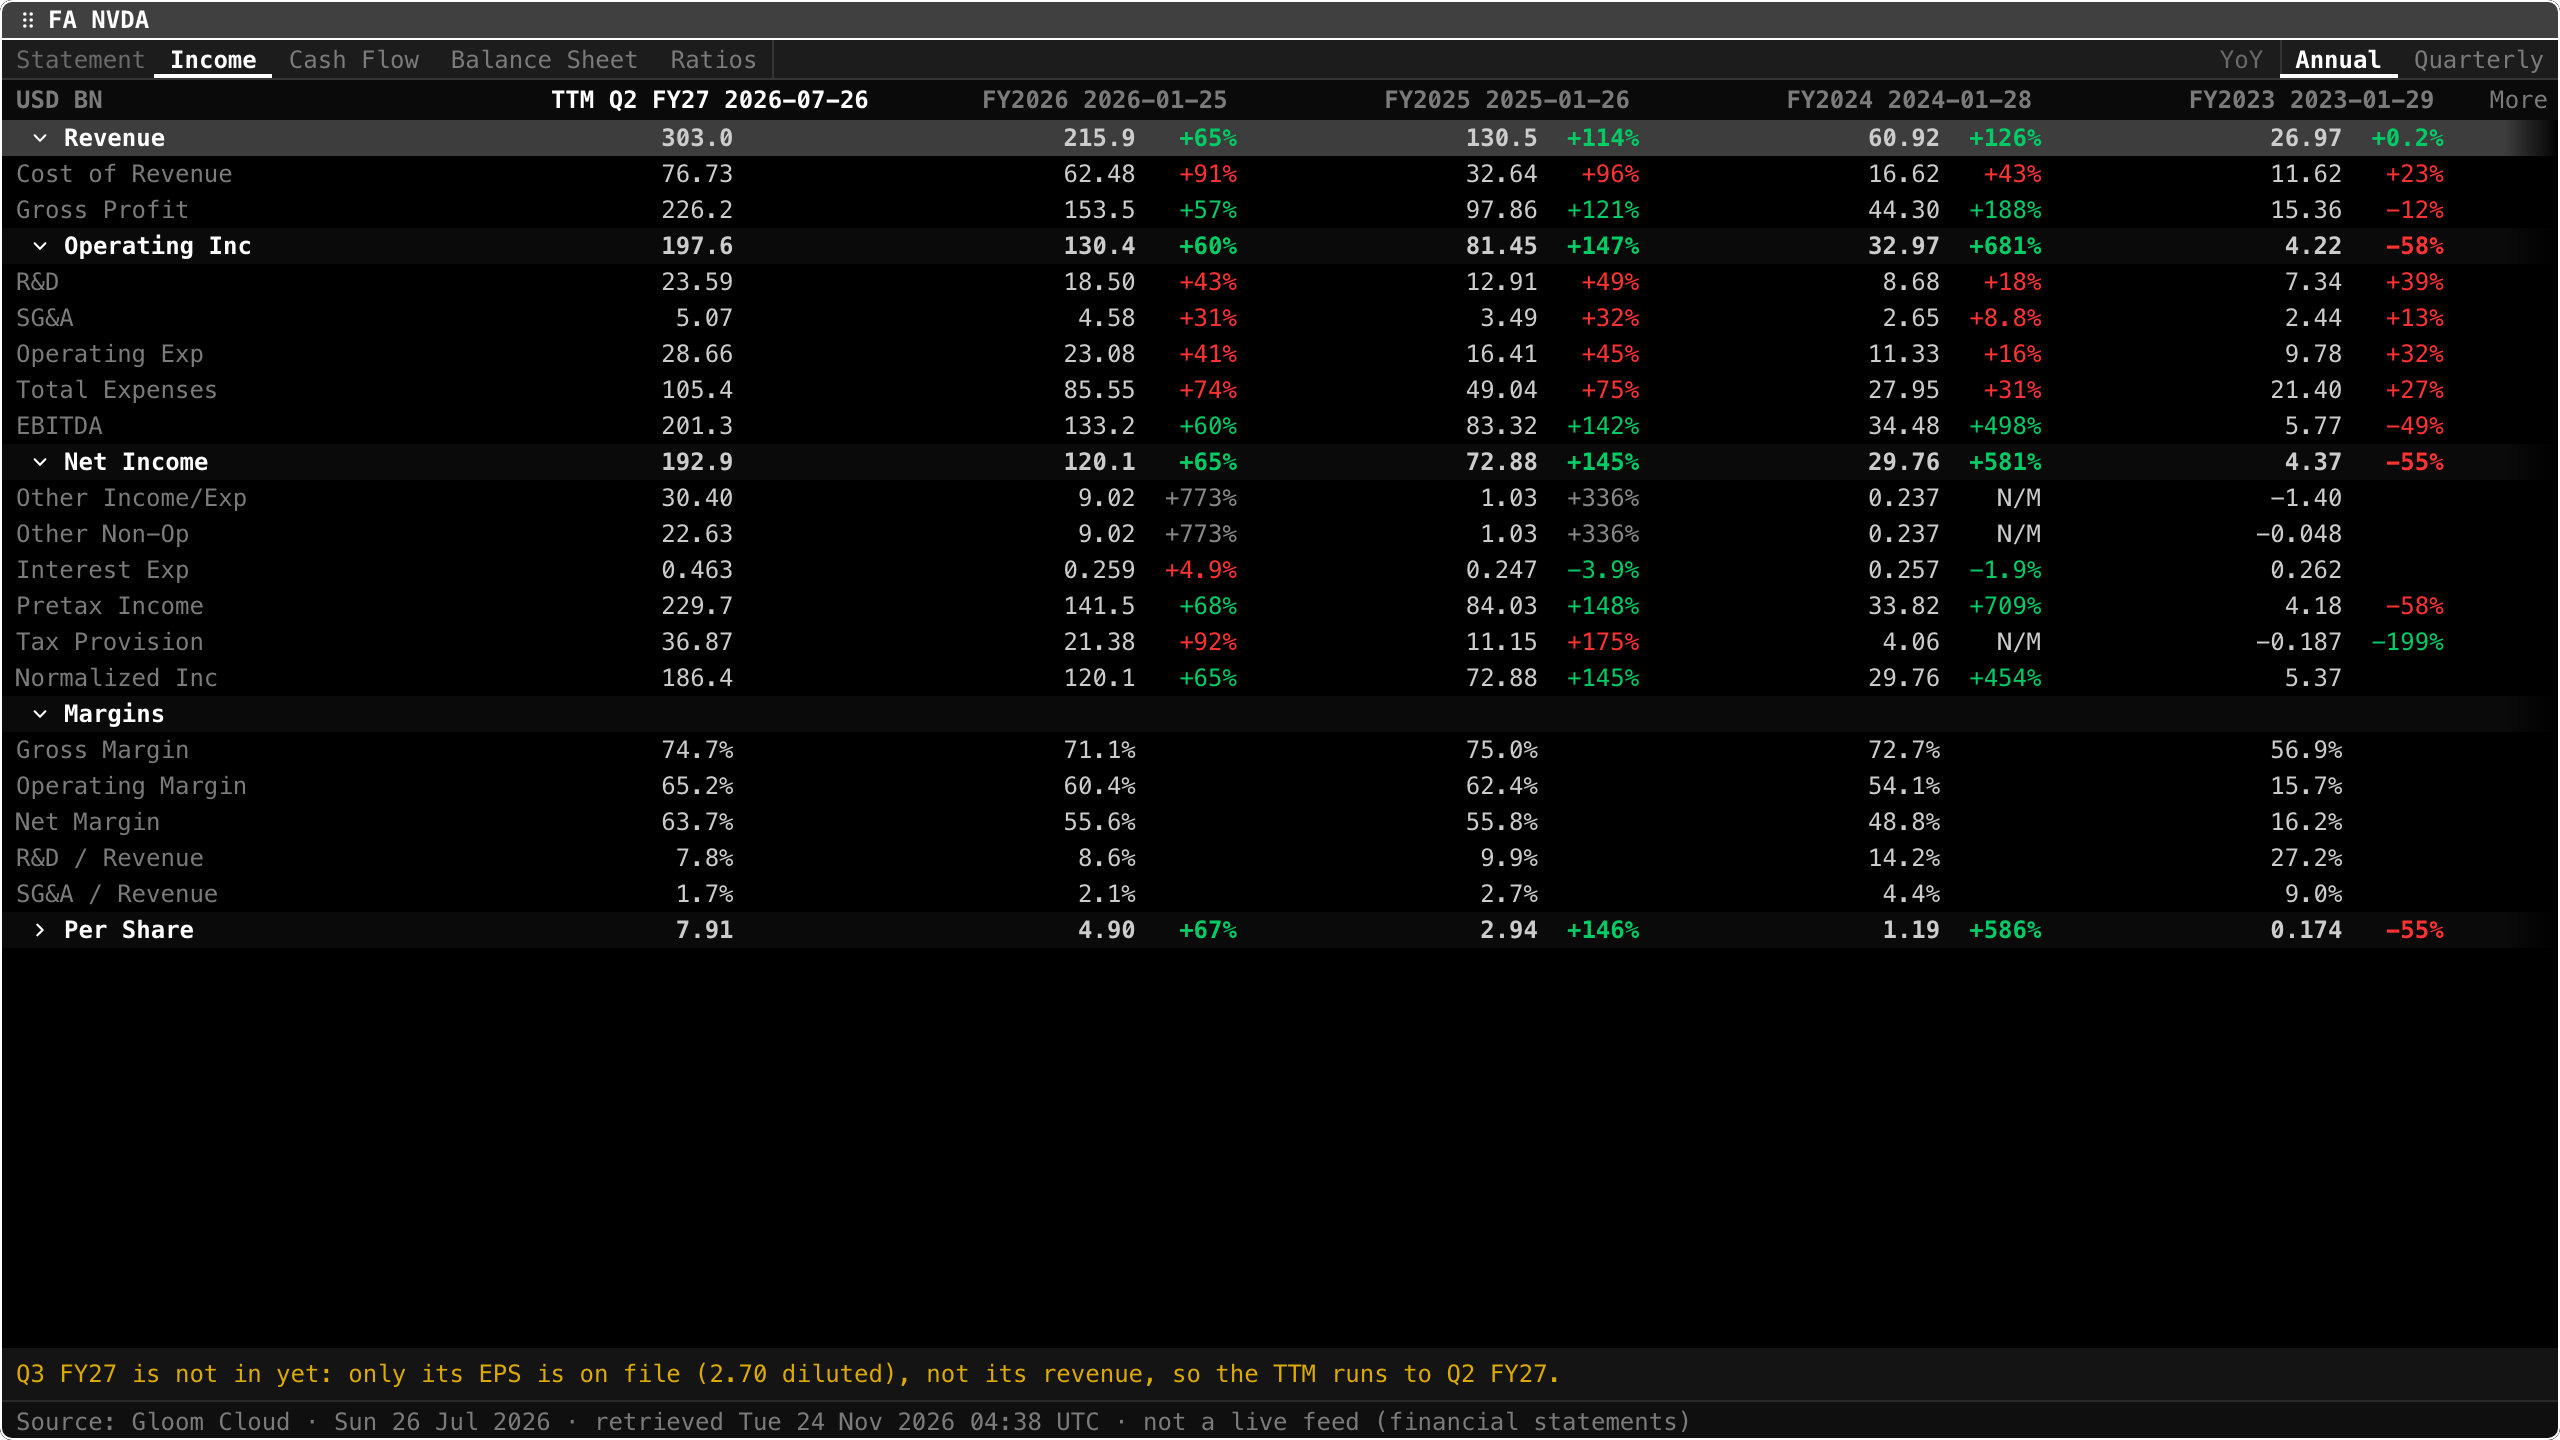 FA NVDA
Statement Income Cash Flow Balance Sheet Ratios YoY Annual Quarterly
USD BN TTM Q2 FY27 2026-07-26 FY2026 2026-01-25 FY2025 2025-01-26 FY2024 2024-01-28 FY2023 2023-01-29 More
Revenue 303.0 215.9 +65% 130.5 +114% 60.92 +126% 26.97 +0.2%
Cost of Revenue 76.73 62.48 +91% 32.64 +96% 16.62 +43% 11.62 +23%
Gross Profit 226.2 153.5 +57% 97.86 +121% 44.30 +188% 15.36 −12%
Operating Inc 197.6 130.4 +60% 81.45 +147% 32.97 +681% 4.22 −58%
R&D 23.59 18.50 +43% 12.91 +49% 8.68 +18% 7.34 +39%
SG&A 5.07 4.58 +31% 3.49 +32% 2.65 +8.8% 2.44 +13%
Operating Exp 28.66 23.08 +41% 16.41 +45% 11.33 +16% 9.78 +32%
Total Expenses 105.4 85.55 +74% 49.04 +75% 27.95 +31% 21.40 +27%
EBITDA 201.3 133.2 +60% 83.32 +142% 34.48 +498% 5.77 −49%
Net Income 192.9 120.1 +65% 72.88 +145% 29.76 +581% 4.37 −55%
Other Income/Exp 30.40 9.02 +773% 1.03 +336% 0.237 N/M −1.40
Other Non-Op 22.63 9.02 +773% 1.03 +336% 0.237 N/M −0.048
Interest Exp 0.463 0.259 +4.9% 0.247 −3.9% 0.257 −1.9% 0.262
Pretax Income 229.7 141.5 +68% 84.03 +148% 33.82 +709% 4.18 −58%
Tax Provision 36.87 21.38 +92% 11.15 +175% 4.06 N/M −0.187 −199%
Normalized Inc 186.4 120.1 +65% 72.88 +145% 29.76 +454% 5.37
Margins
Gross Margin 74.7% 71.1% 75.0% 72.7% 56.9%
Operating Margin 65.2% 60.4% 62.4% 54.1% 15.7%
Net Margin 63.7% 55.6% 55.8% 48.8% 16.2%
R&D / Revenue 7.8% 8.6% 9.9% 14.2% 27.2%
SG&A / Revenue 1.7% 2.1% 2.7% 4.4% 9.0%
Per Share 7.91 4.90 +67% 2.94 +146% 1.19 +586% 0.174 −55%
Q3 FY27 is not in yet: only its EPS is on file (2.70 diluted), not its revenue, so the TTM runs to Q2 FY27.
Source: Gloom Cloud · Sun 26 Jul 2026 · retrieved Tue 24 Nov 2026 04:38 UTC · not a live feed (financial statements)